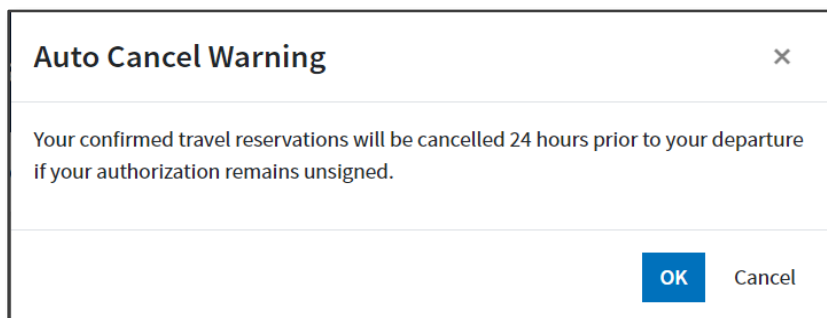 Auto Cancel Warning ×
Your confirmed travel reservations will be cancelled 24 hours prior to your departure
if your authorization remains unsigned.
OK Cancel